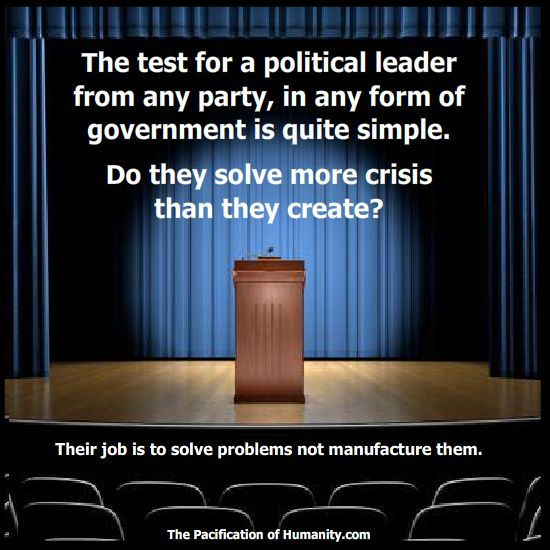 The test for a political leader
from any party, in any form of
government is quite simple.
Do they solve more crisis
than they create?
Their job is to solve problems not manufacture them.
The Pacification of Humanity.com